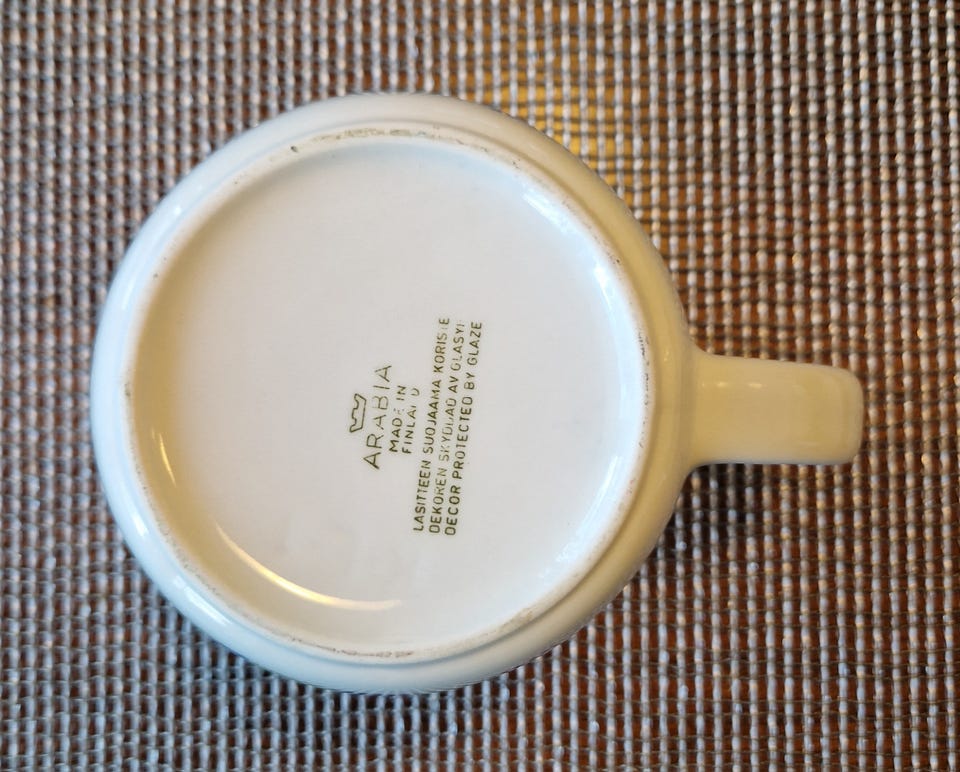 ARABIA
MADE IN
FINLAND
LASITTEEN SUOJAAMA KORISTE
DEKOREN SKYDDAD AV GLASYR
DECOR PROTECTED BY GLAZE